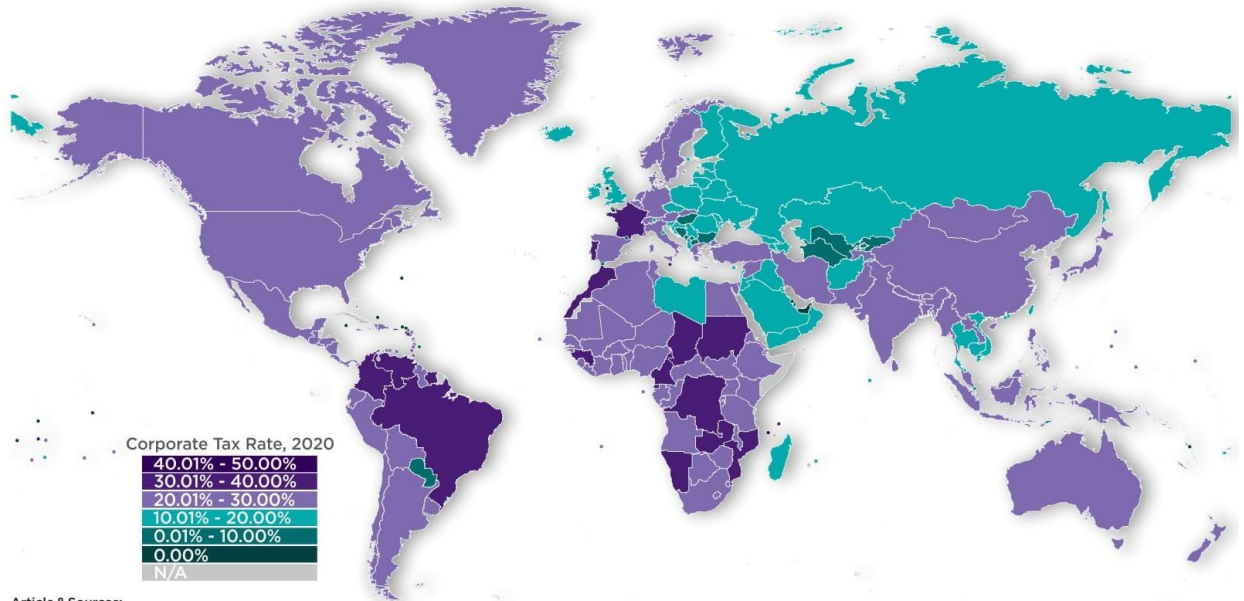 Corporate Tax Rate, 2020
40.01% - 50.00%
30.01% - 40.00%
20.01% - 30.00%
10.01% - 20.00%
0.01% - 10.00%
0.00%
N/A
Article & Sources: